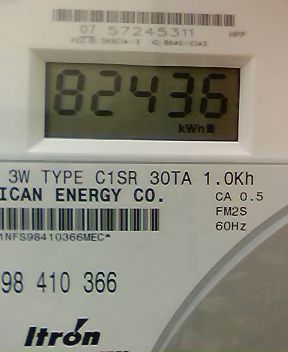 07 57245311 HPP
82436
kWh
3W TYPE C1SR 30TA 1.0Kh
ICAN ENERGY CO. CA 0.5
FM2S
1NFS98410366MEC* 60Hz
98 410 366
Itron